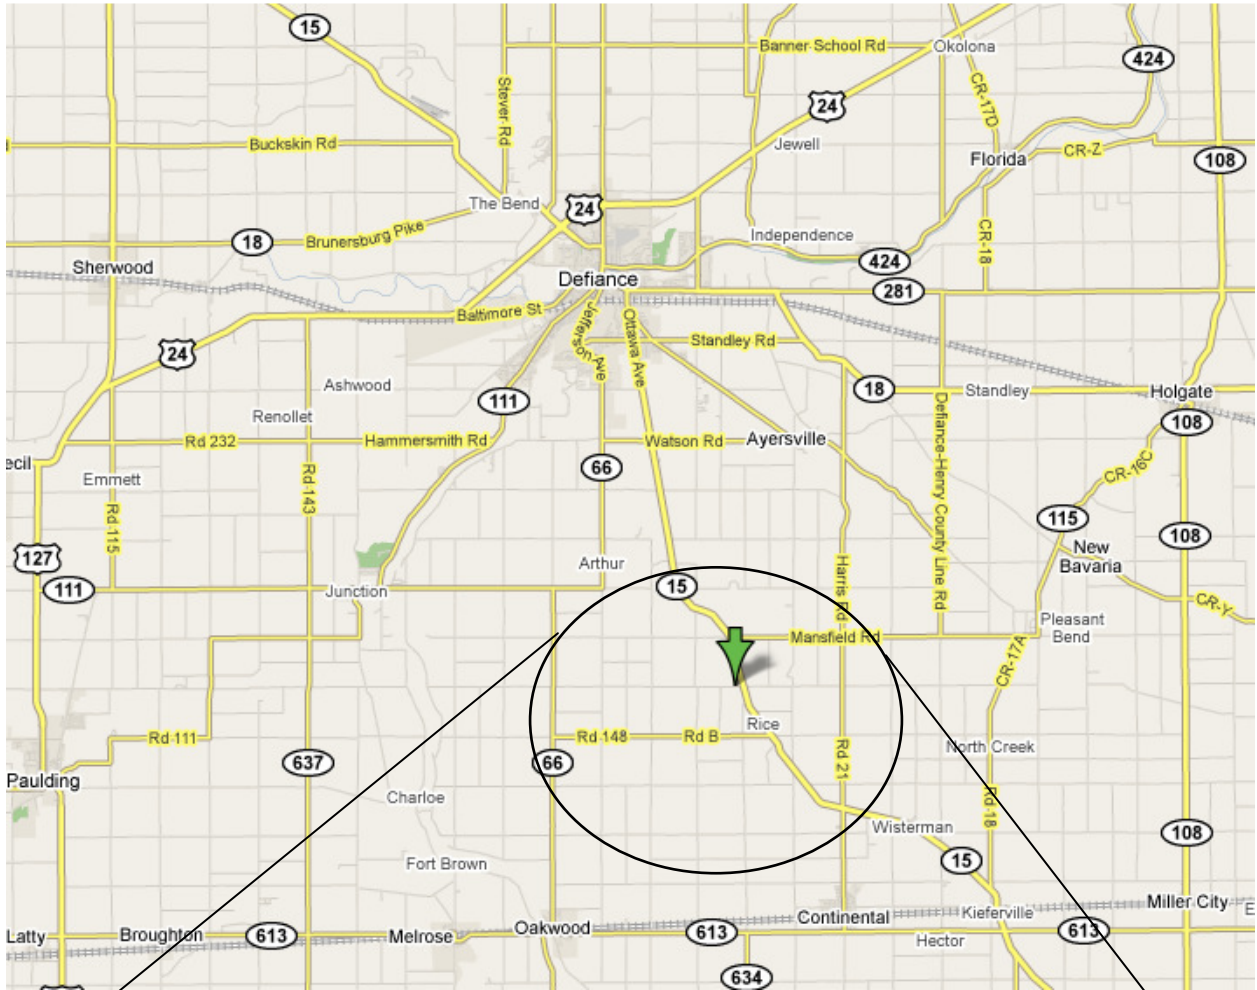 15
Banner School Rd
Okolona
424
Stever Rd
24
CR-17D
Buckskin Rd
Jewell
Florida
CR-Z
108
The Bend
24
18
Brunersburg Pike
Independence
CR-18
Sherwood
424
Defiance
281
Baltimore St
Jefferson Ave
Ottawa Ave
Standley Rd
24
Ashwood
111
18
Standley
Holgate
Renollet
Defiance-Henry County Line Rd
108
Rd 232
Hammersmith Rd
Watson Rd
Ayersville
ecil
66
CR-16C
Emmett
Rd 143
Rd 115
115
108
127
New
Bavaria
111
Junction
Arthur
15
Harris Rd
CR-Y
Mansfield Rd
Pleasant
Bend
CR-17A
Rice
Rd 111
Rd 148
Rd B
North Creek
637
66
Rd 21
Paulding
Charloe
Rd 18
Wisterman
108
Fort Brown
15
Miller City
E
Continental
Kieferville
Latty
Broughton
613
Melrose
Oakwood
613
Hector
613
634